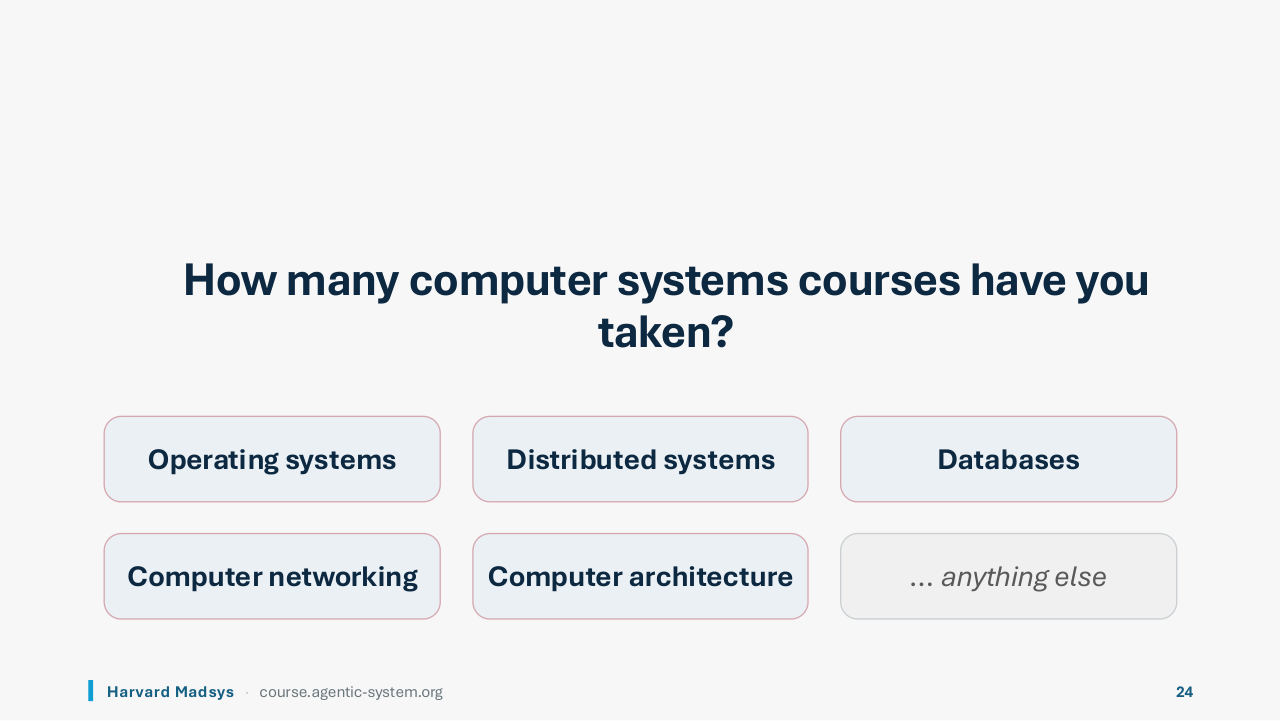 How many computer systems courses have you
taken?
Operating systems
Distributed systems
Databases
Computer networking
Computer architecture
... anything else
Harvard Madsys · course.agentic-system.org
24